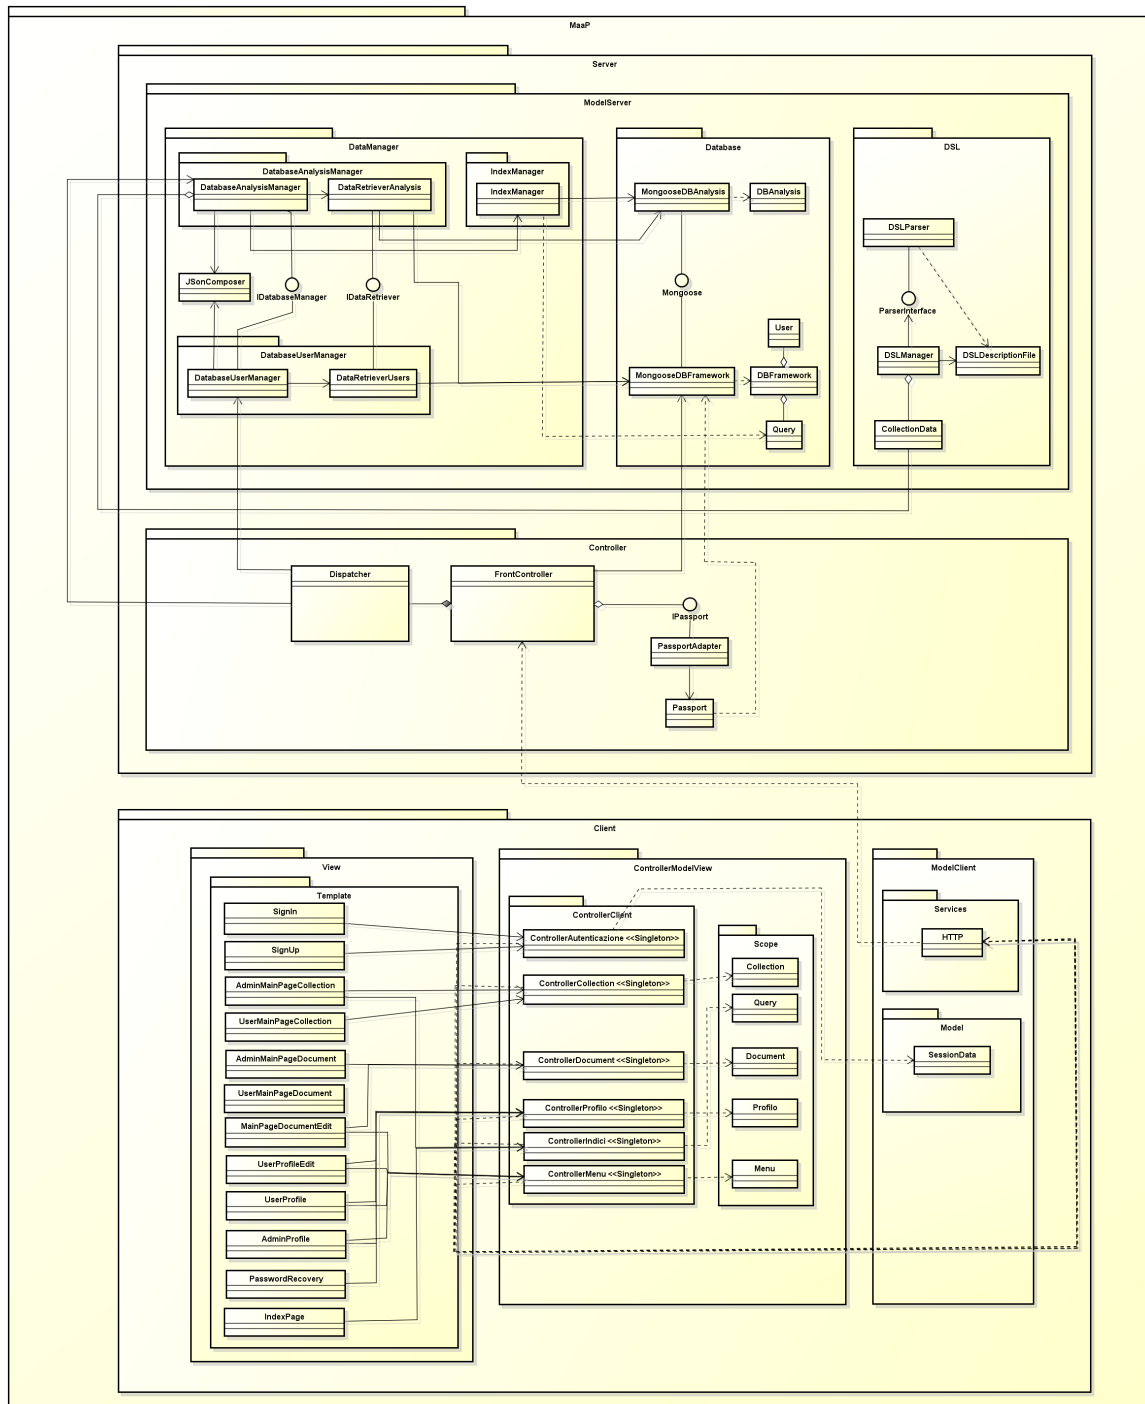 MaaP
Server
ModelServer
DataManager
DatabaseAnalysisManager
DatabaseAnalysisManager
DataRetrieverAnalysis
IndexManager
IndexManager
JSonComposer
IDatabaseManager
IDataRetriever
DatabaseUserManager
DatabaseUserManager
DataRetrieverUsers
Database
MongooseDBAnalysis
DBAnalysis
Mongoose
User
MongooseDBFramework
DBFramework
Query
DSL
DSLParser
ParserInterface
DSLManager
DSLDescriptionFile
CollectionData
Controller
Dispatcher
FrontController
IPassport
PassportAdapter
Passport
Client
View
Template
SignIn
SignUp
AdminMainPageCollection
UserMainPageCollection
AdminMainPageDocument
UserMainPageDocument
MainPageDocumentEdit
UserProfileEdit
UserProfile
AdminProfile
PasswordRecovery
IndexPage
ControllerModelView
ControllerClient
ControllerAutenticazione <<Singleton>>
ControllerCollection <<Singleton>>
ControllerDocument <<Singleton>>
ControllerProfilo <<Singleton>>
ControllerIndici <<Singleton>>
ControllerMenu <<Singleton>>
Scope
Collection
Query
Document
Profilo
Menu
ModelClient
Services
HTTP
Model
SessionData